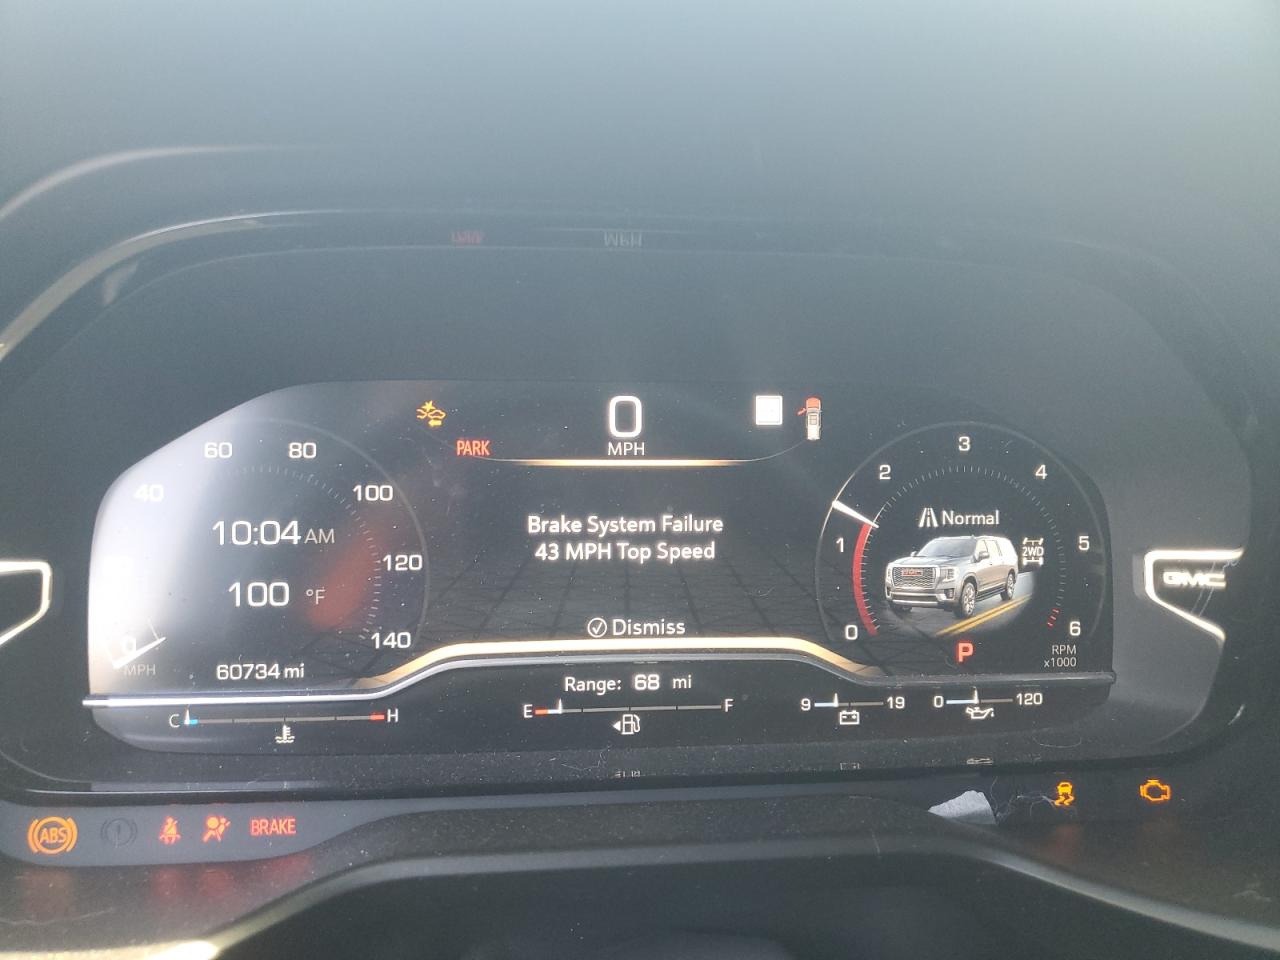 PARK
0
MPH
60 80
40 100
120
140
0
MPH
10:04 AM
100 °F
60734 mi
Brake System Failure
43 MPH Top Speed
Dismiss
3
2 4
1 5
0 6
Normal
2WD
GMC
P
RPM
x1000
Range: 68 mi
C H
E F
9 19
0 120
GMC
ABS
BRAKE